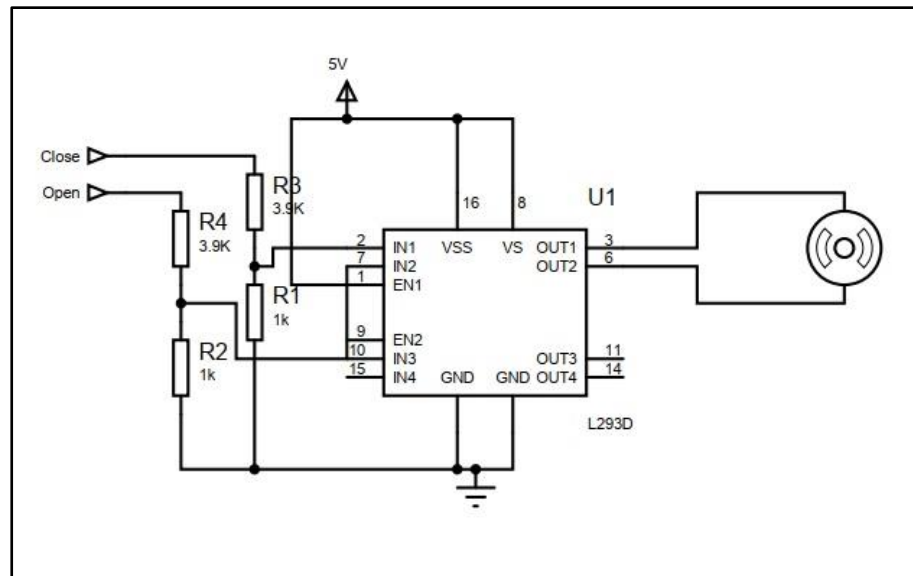 5V
Close
Open
R3
3.9K
R4
3.9K
R1
1k
R2
1k
U1
16
8
2
7
1
9
10
15
IN1
IN2
EN1
EN2
IN3
IN4
VSS
VS
GND
GND
OUT1
OUT2
OUT3
OUT4
3
6
11
14
L293D